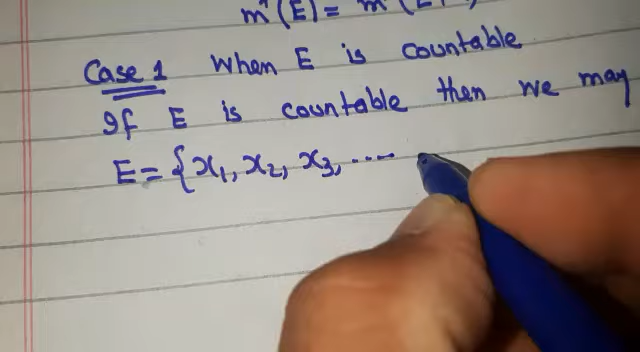 m*(E) = m*(E+
Case 1 When E is countable
If E is countable then we may
E = {x₁, x₂, x₃, .....